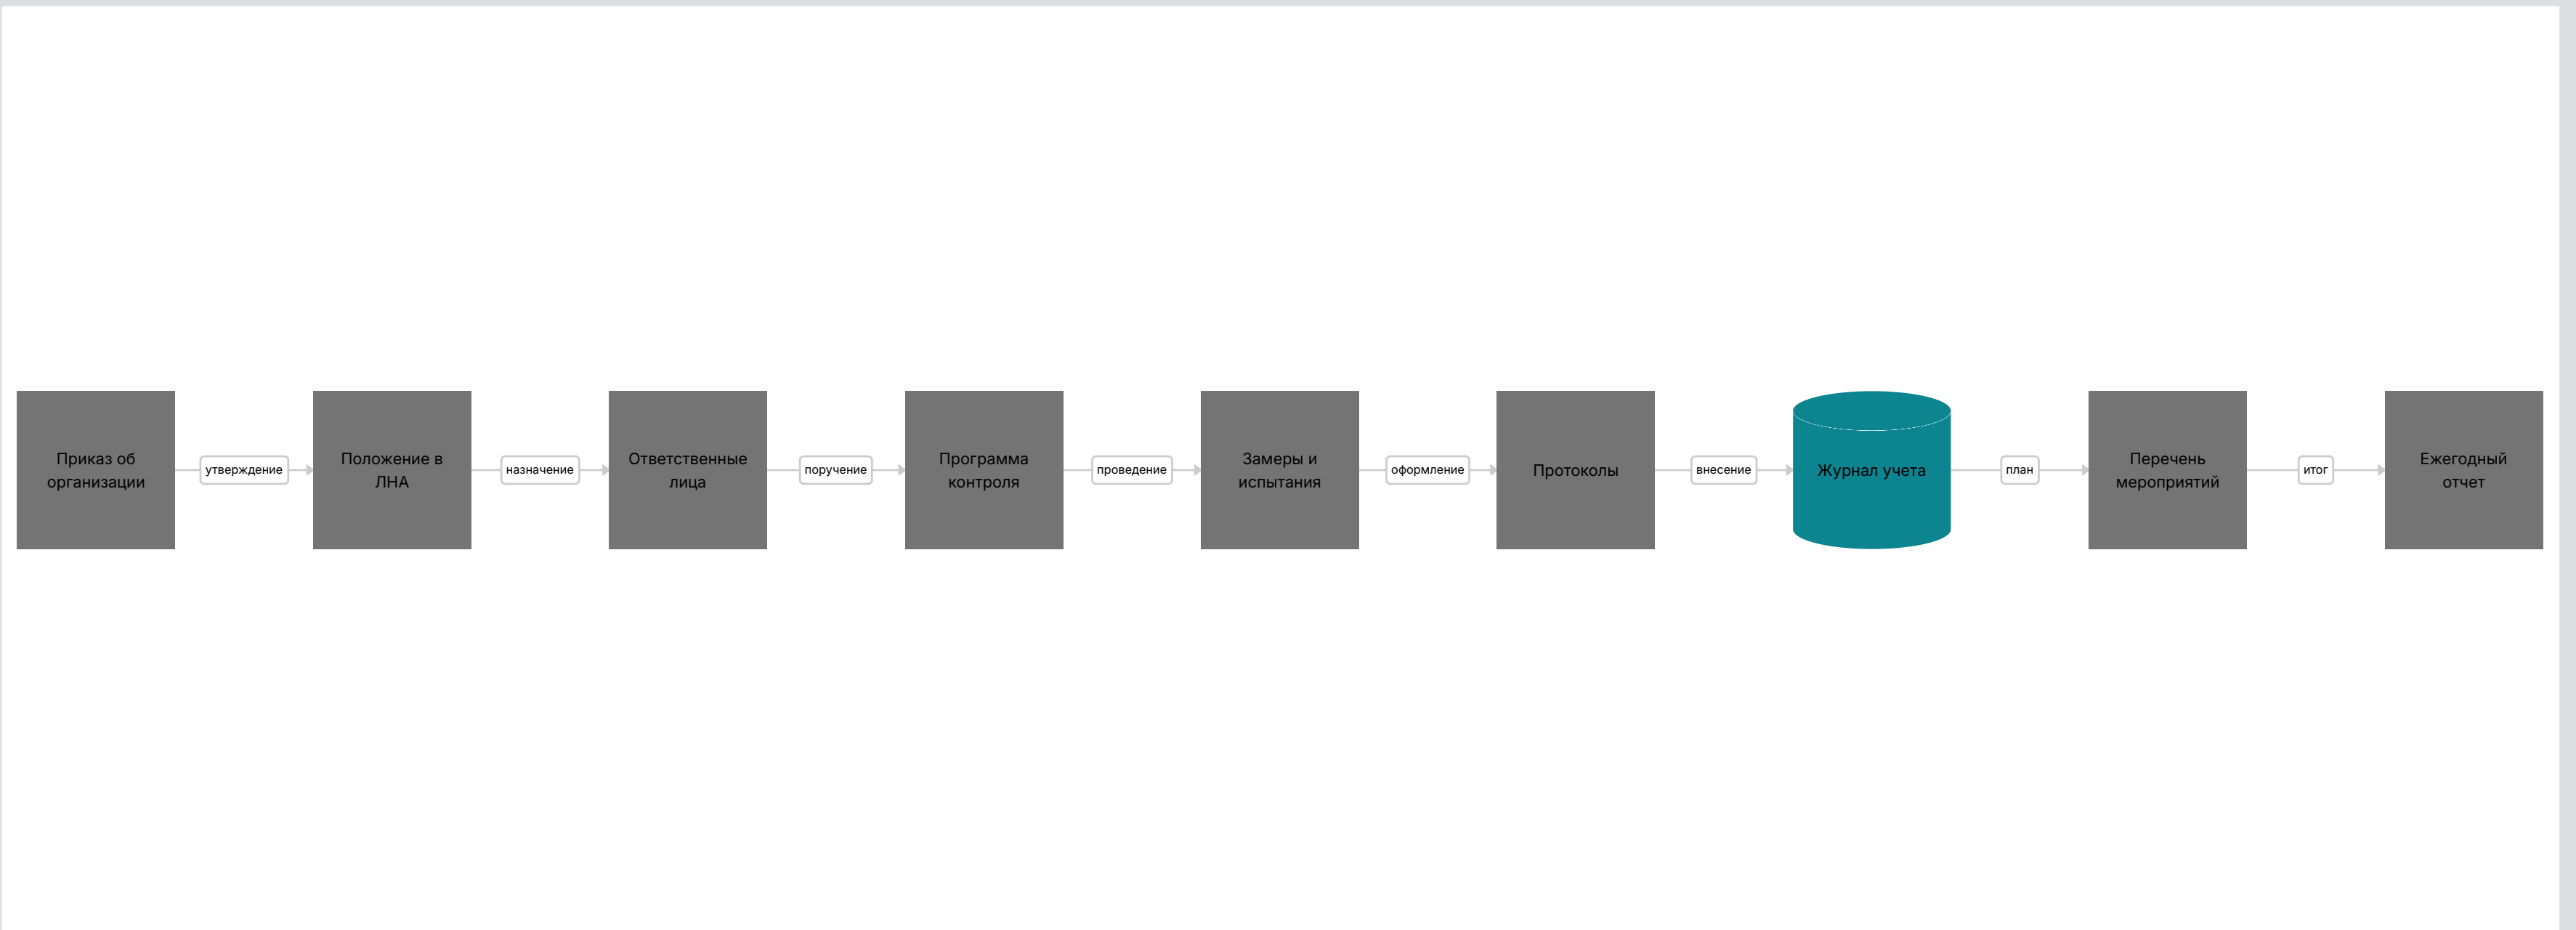 Приказ об
организации
утверждение
Положение в
ЛНА
назначение
Ответственные
лица
поручение
Программа
контроля
проведение
Замеры и
испытания
оформление
Протоколы
внесение
Журнал учета
план
Перечень
мероприятий
итог
Ежегодный
отчет